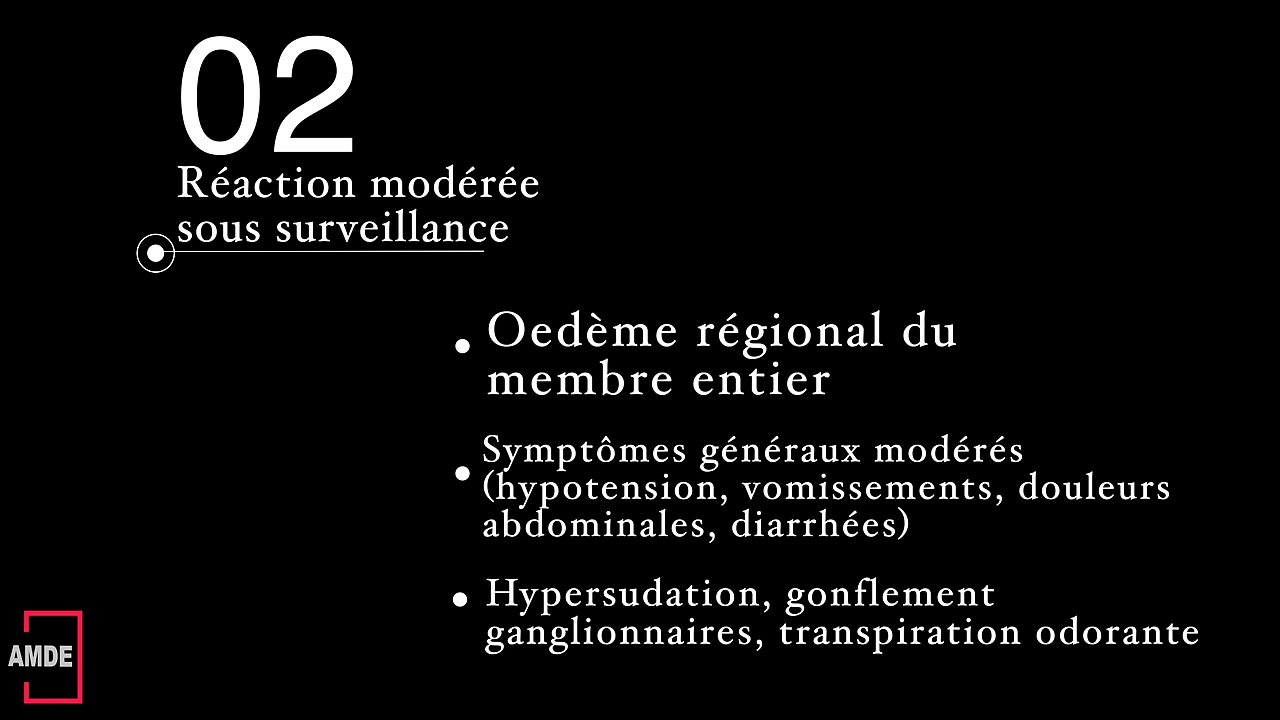 02
Réaction modérée
sous surveillance
Oedème régional du
membre entier
Symptômes généraux modérés
(hypotension, vomissements, douleurs
abdominales, diarrhées)
Hypersudation, gonflement
ganglionnaires, transpiration odorante
AMDE